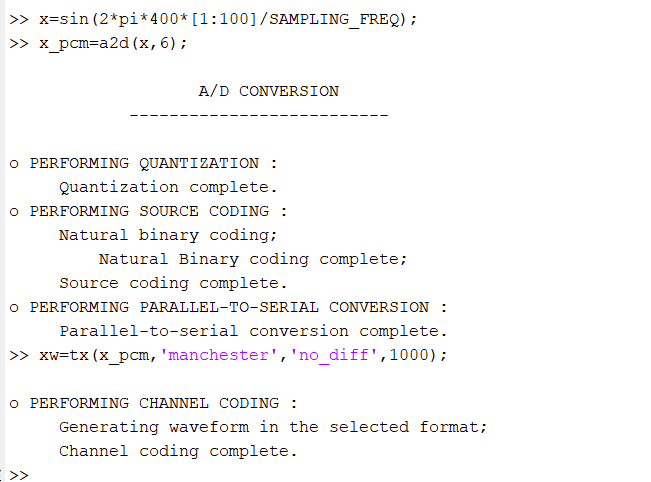 >> x=sin(2*pi*400*[1:100]/SAMPLING_FREQ);
>> x_pcm=a2d(x,6);
A/D CONVERSION
--------------------------
o PERFORMING QUANTIZATION :
Quantization complete.
o PERFORMING SOURCE CODING :
Natural binary coding;
Natural Binary coding complete;
Source coding complete.
o PERFORMING PARALLEL-TO-SERIAL CONVERSION :
Parallel-to-serial conversion complete.
>> xw=tx(x_pcm,'manchester','no_diff',1000);
o PERFORMING CHANNEL CODING :
Generating waveform in the selected format;
Channel coding complete.
>>